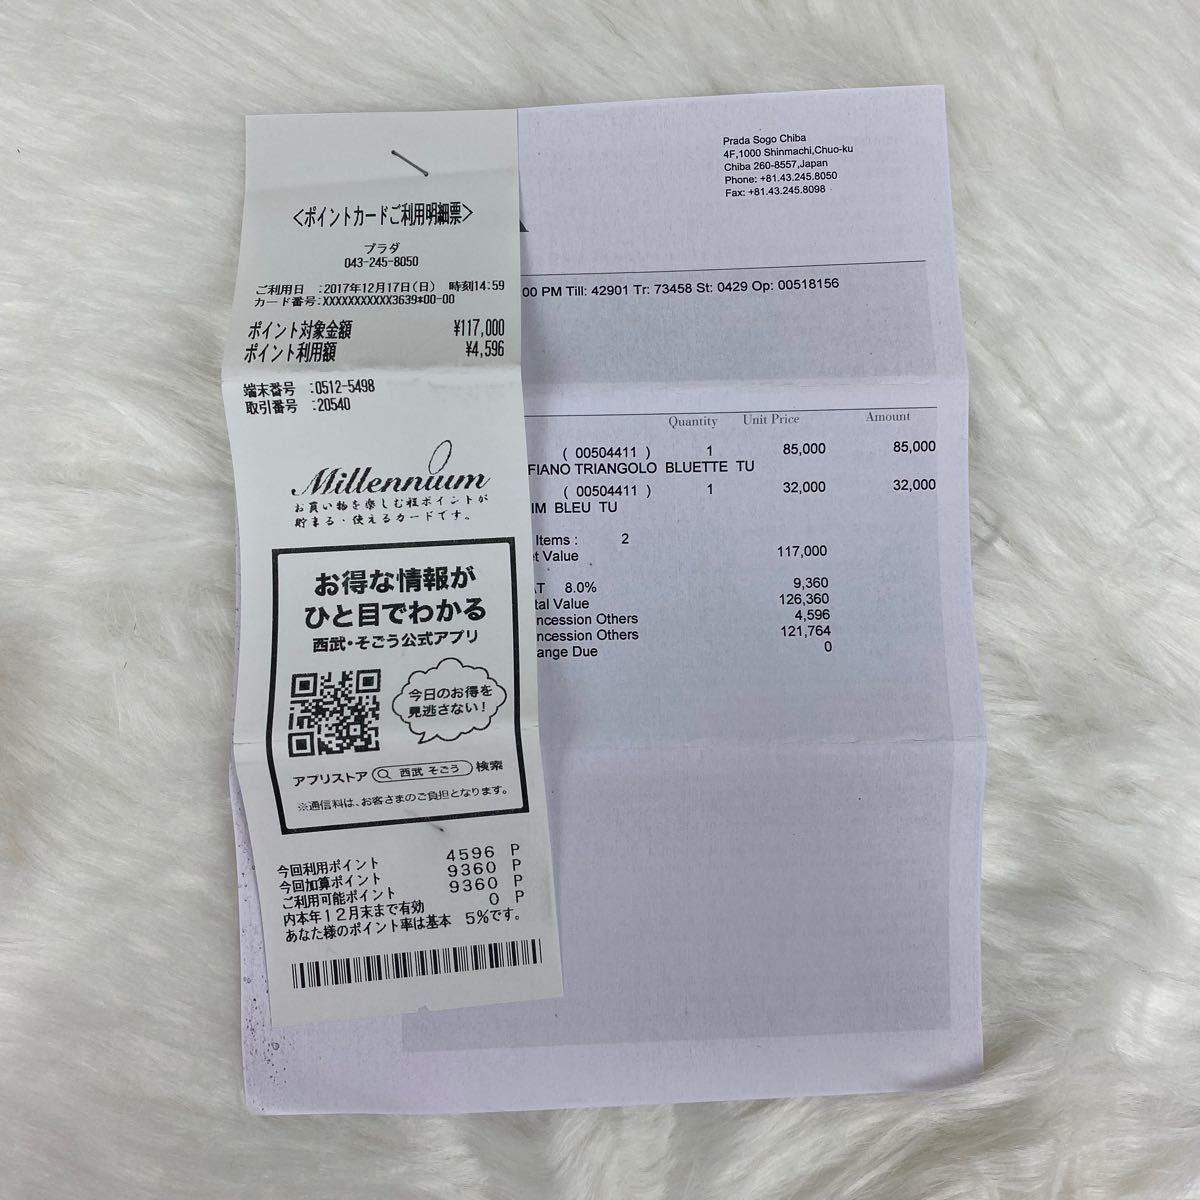 <ポイントカードご利用明細票>
プラダ
043-245-8050
ご利用日 :2017年12月17日(日) 時刻14:59
カード番号:XXXXXXXXXXX3639*00-00
ポイント対象金額 ¥117,000
ポイント利用額 ¥4,596
端末番号 :0512-5498
取引番号 :20540
Millennium
お買い物を楽しむ程ポイントが
貯まる・使えるカードです。
お得な情報が
ひと目でわかる
西武・そごう公式アプリ
今日のお得を
見逃さない!
アプリストア 西武 そごう 検索
※通信料は、お客さまのご負担となります。
今回利用ポイント 4596 P
今回加算ポイント 9360 P
ご利用可能ポイント 9360 P
内本年12月末まで有効 0 P
あなた様のポイント率は基本 5%です。
Prada Sogo Chiba
4F,1000 Shinmachi,Chuo-ku
Chiba 260-8557,Japan
Phone: +81.43.245.8050
Fax: +81.43.245.8098
00 PM Till: 42901 Tr: 73458 St: 0429 Op: 00518156
Quantity Unit Price Amount
( 00504411 ) 1 85,000 85,000
FIANO TRIANGOLO BLUETTE TU
( 00504411 ) 1 32,000 32,000
IM BLEU TU
Items : 2
et Value 117,000
AT 8.0% 9,360
tal Value 126,360
ncession Others 4,596
ncession Others 121,764
ange Due 0